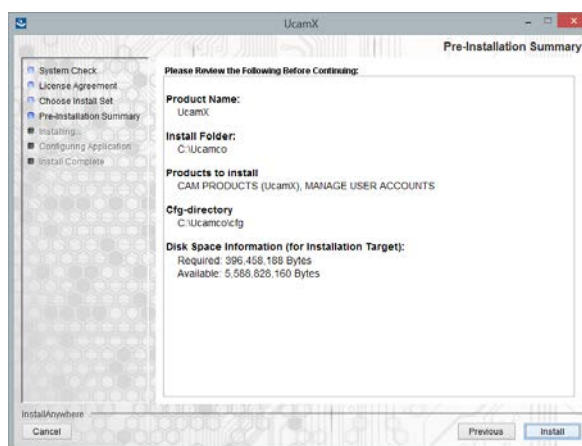 UcamX
Pre-Installation Summary
System Check
License Agreement
Choose Install Set
Pre-Installation Summary
Installing...
Configuring Application
Install Complete
Please Review the Following Before Continuing:
Product Name:
UcamX
Install Folder:
C:\Ucamco
Products to install
CAM PRODUCTS (UcamX), MANAGE USER ACCOUNTS
Cfg-directory
C:\Ucamco\cfg
Disk Space Information (for Installation Target):
Required: 396,458,188 Bytes
Available: 5,588,828,160 Bytes
InstallAnywhere
Cancel
Previous
Install